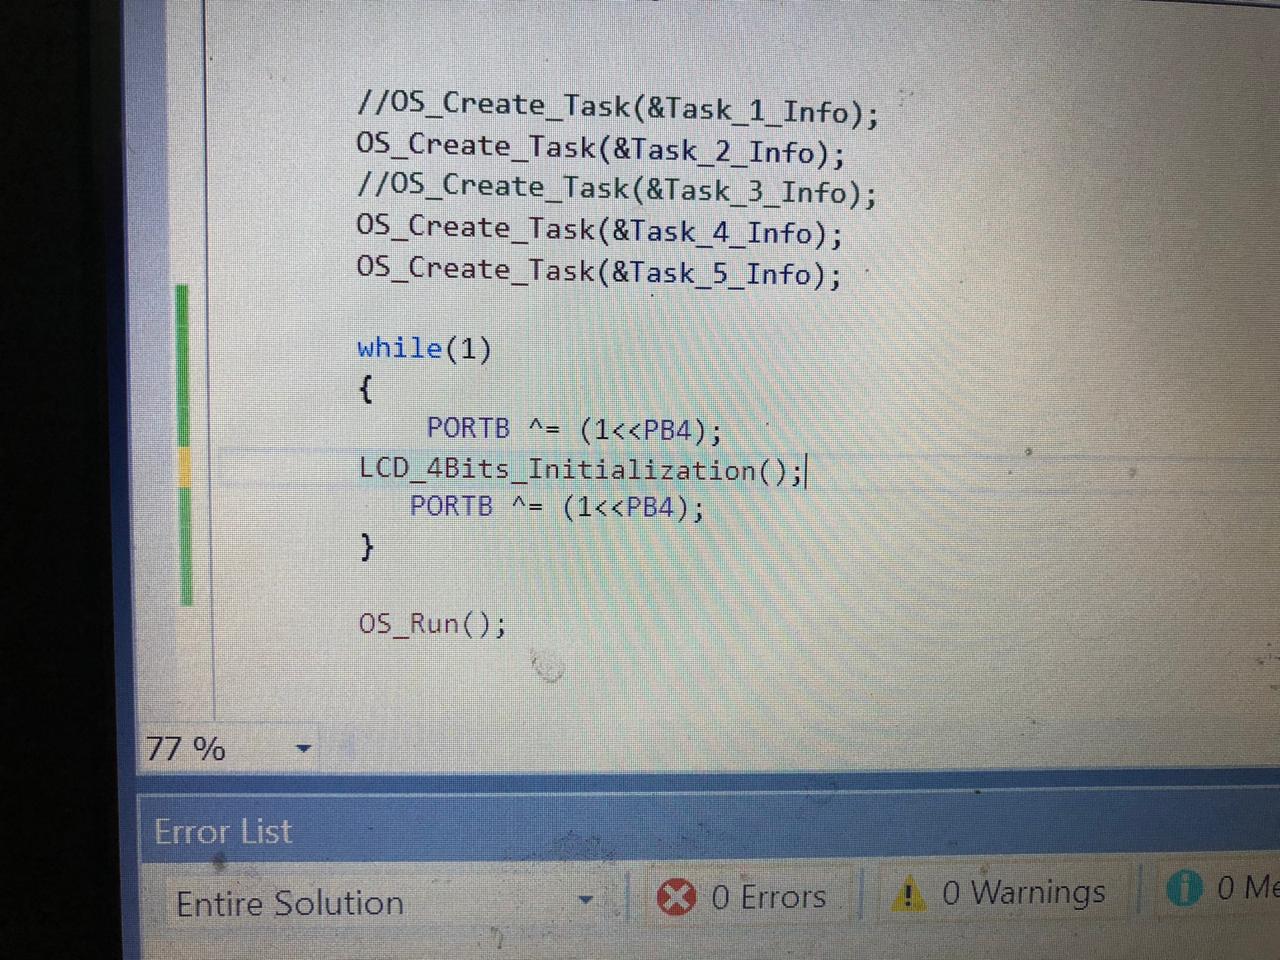 //OS_Create_Task(&Task_1_Info);
OS_Create_Task(&Task_2_Info);
//OS_Create_Task(&Task_3_Info);
OS_Create_Task(&Task_4_Info);
OS_Create_Task(&Task_5_Info);
while(1)
{
PORTB ^= (1<<PB4);
LCD_4Bits_Initialization();
PORTB ^= (1<<PB4);
}
OS_Run();
77 %
Error List
Entire Solution 0 Errors 0 Warnings 0 Me